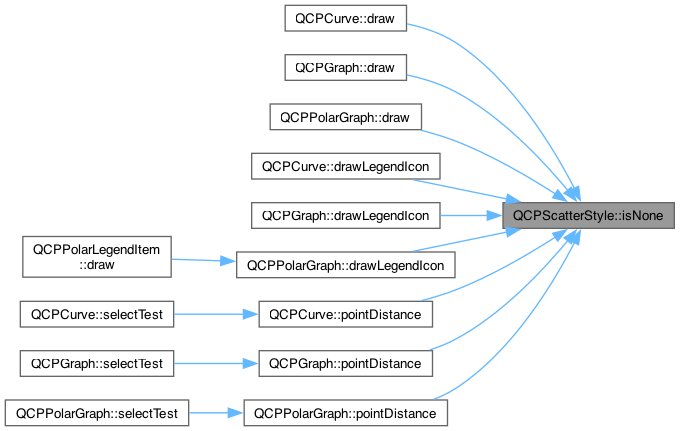 QCPCurve::draw
QCPGraph::draw
QCPPolarGraph::draw
QCPCurve::drawLegendIcon
QCPGraph::drawLegendIcon
QCPScatterStyle::isNone
QCPPolarLegendItem
::draw
QCPPolarGraph::drawLegendIcon
QCPCurve::selectTest
QCPCurve::pointDistance
QCPGraph::selectTest
QCPGraph::pointDistance
QCPPolarGraph::selectTest
QCPPolarGraph::pointDistance